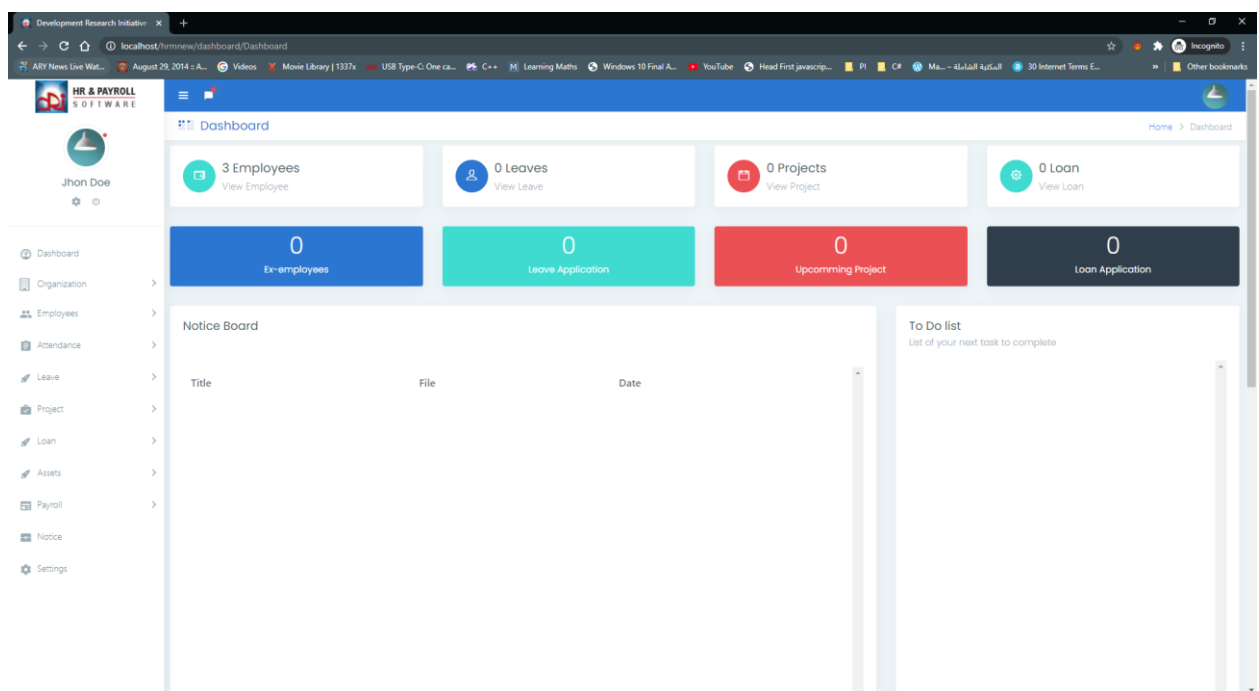 Development Research Initiative
localhost/hrmnew/dashboard/Dashboard
Incognito
ARY News Live Wat... August 29, 2014 :: A... Videos Movie Library | 1337x USB Type-C: One ca... C++ Learning Maths Windows 10 Final A... YouTube Head First javascrip... PI C# Ma... – المكتبة الشاملة 30 Internet Terms E... » Other bookmarks
HR & PAYROLL
SOFTWARE
Jhon Doe
Dashboard
Organization
Employees
Attendance
Leave
Project
Loan
Assets
Payroll
Notice
Settings
Dashboard
Home > Dashboard
3 Employees
View Employee
0 Leaves
View Leave
0 Projects
View Project
0 Loan
View Loan
0
Ex-employees
0
Leave Application
0
Upcomming Project
0
Loan Application
Notice Board
Title File Date
To Do list
List of your next task to complete